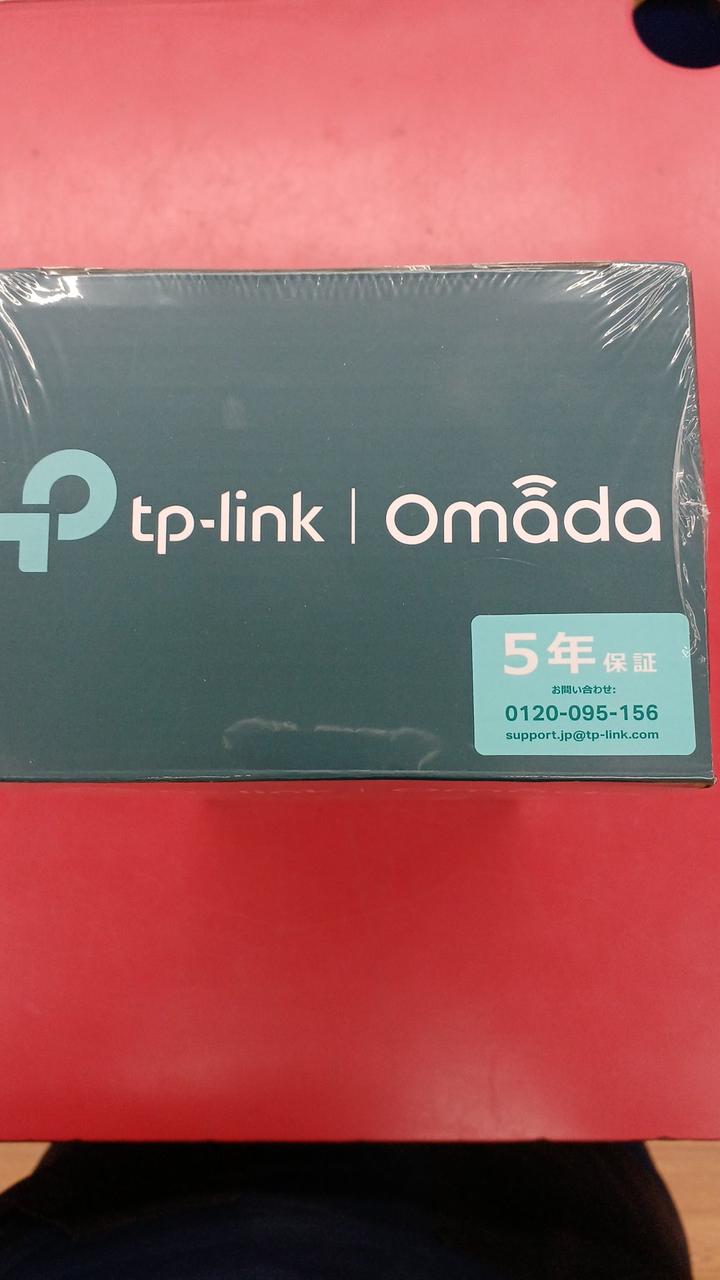 tp-link | omada
5年保証
お問い合わせ:
0120-095-156
support.jp@tp-link.com